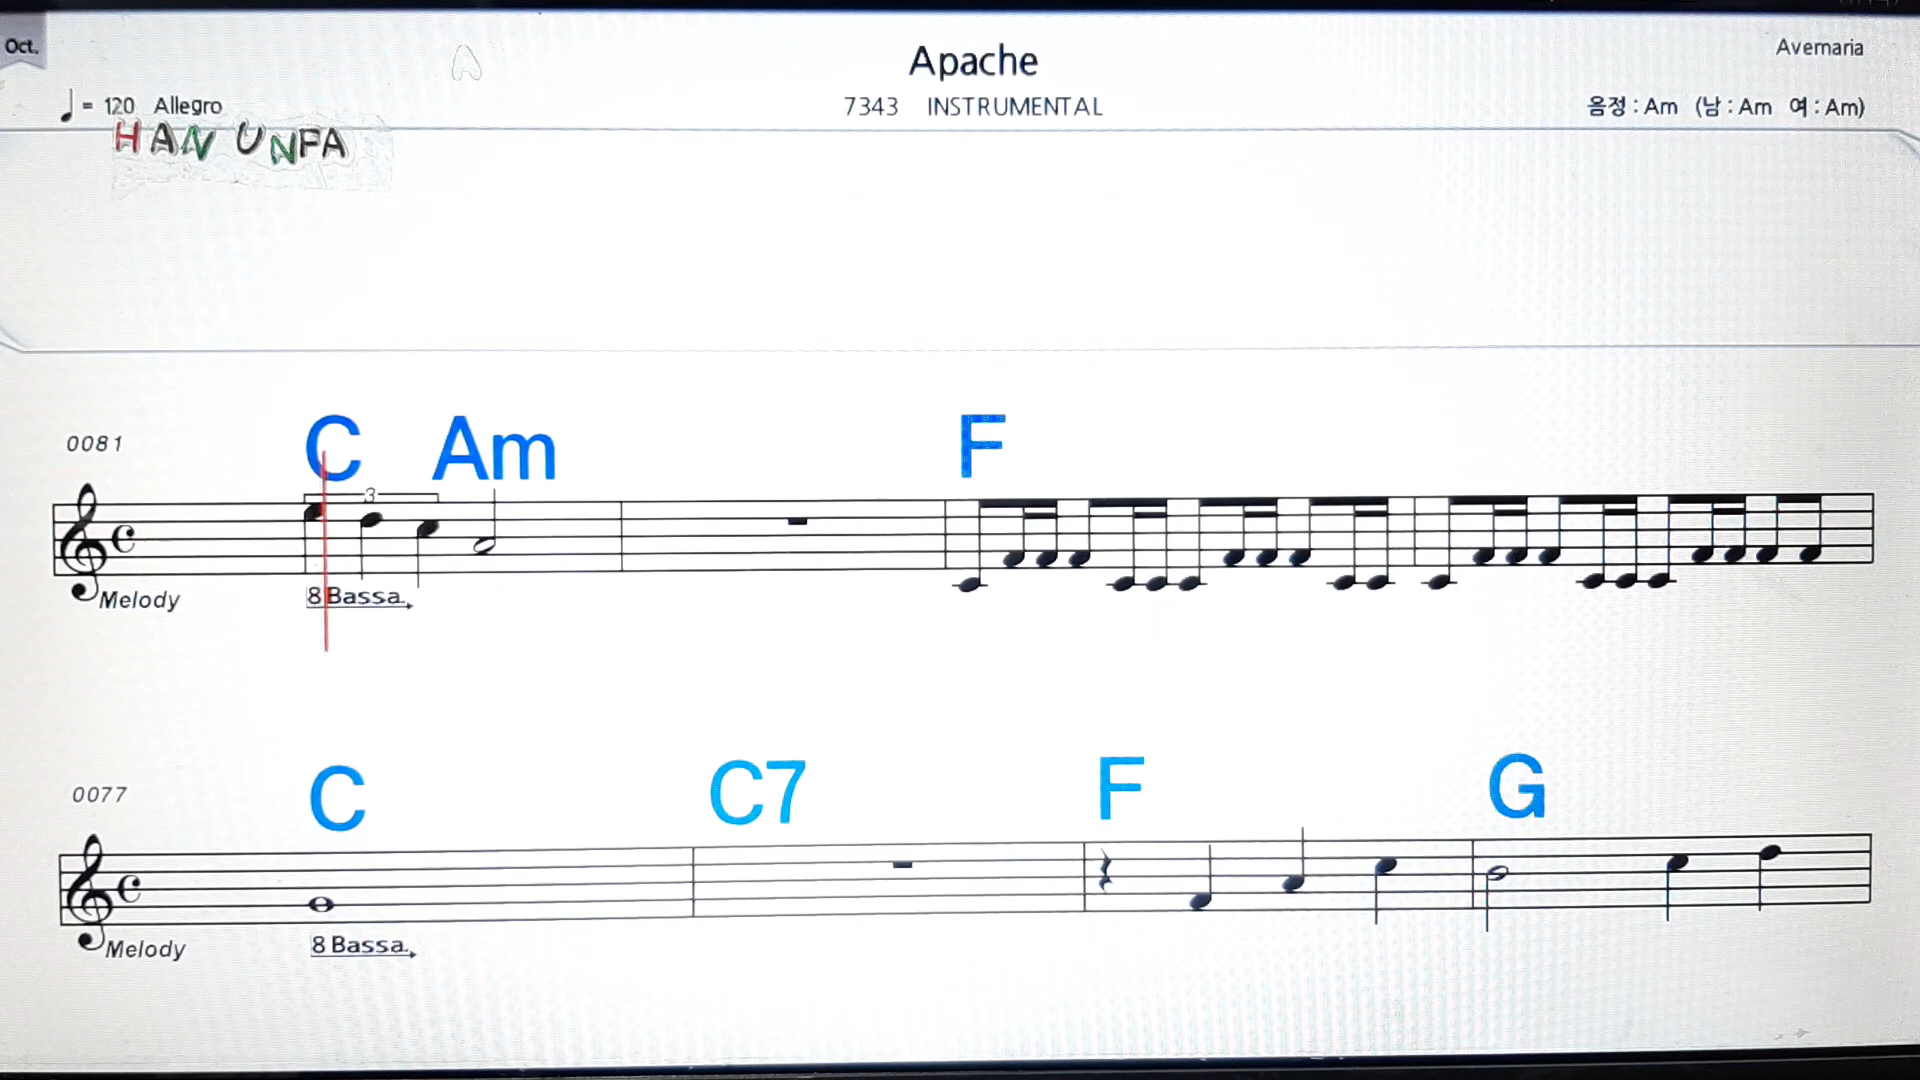 Oct.
A
Apache
Avemaria
= 120 Allegro
7343 INSTRUMENTAL
음정 : Am (남 : Am 여 : Am)
HAN UNFA
0081
C Am F
3
Melody
8 Bassa
0077
C C7 F G
Melody
8 Bassa